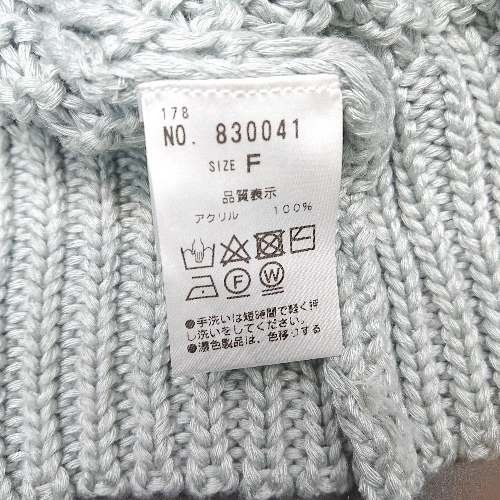 178
NO. 830041
SIZE F
品質表示
アクリル 100%
F
W
●手洗いは短時間で軽く押
し洗いをしてください。
●濃色製品は、色移りする